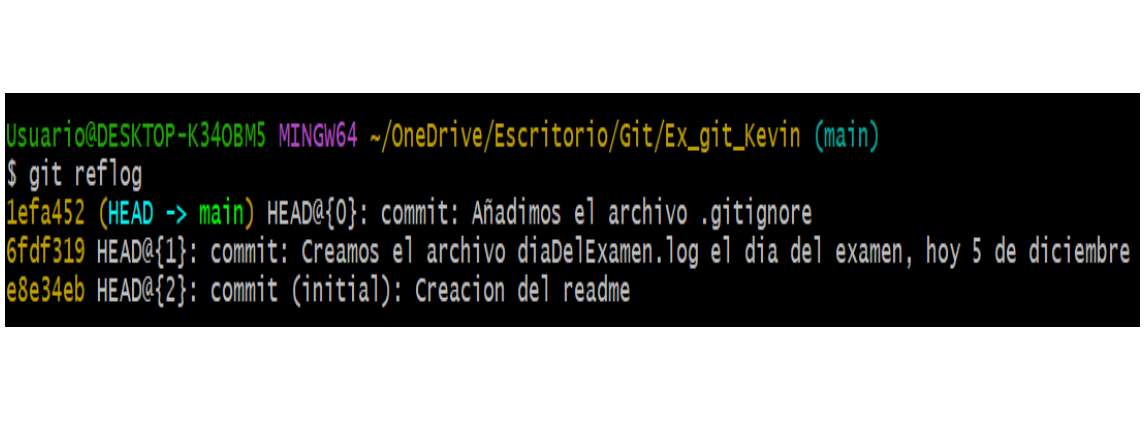 Usuario@DESKTOP-K34OBM5 MINGW64 ~/OneDrive/Escritorio/Git/Ex_git_Kevin (main)
$ git reflog
1efa452 (HEAD -> main) HEAD@{0}: commit: Añadimos el archivo .gitignore
6fdf319 HEAD@{1}: commit: Creamos el archivo diaDelExamen.log el dia del examen, hoy 5 de diciembre
e8e34eb HEAD@{2}: commit (initial): Creacion del readme